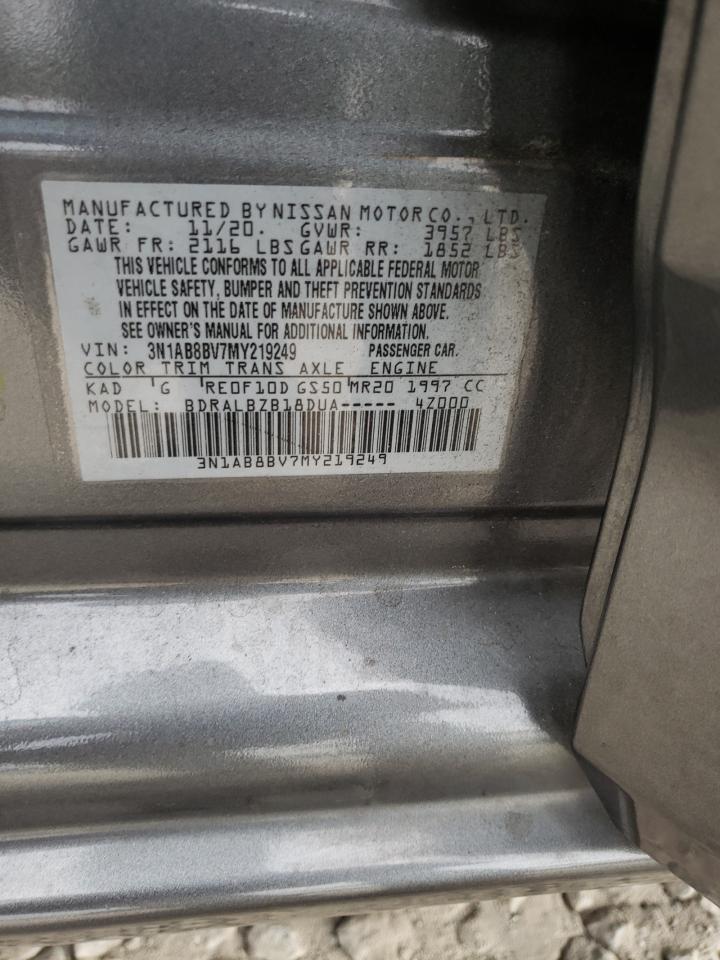 MANUFACTURED BY NISSAN MOTOR CO., LTD.
DATE: 11/20. GVWR: 3957 LBS
GAWR FR: 2116 LBS GAWR RR: 1852 LBS
THIS VEHICLE CONFORMS TO ALL APPLICABLE FEDERAL MOTOR
VEHICLE SAFETY, BUMPER AND THEFT PREVENTION STANDARDS
IN EFFECT ON THE DATE OF MANUFACTURE SHOWN ABOVE.
SEE OWNER'S MANUAL FOR ADDITIONAL INFORMATION.
VIN: 3N1AB8BV7MY219249 PASSENGER CAR.
COLOR TRIM TRANS AXLE ENGINE
KAD G RE0F10D GS50 MR20 1997 CC
MODEL: BDRALBZB18DUA----- 4Z000
3N1AB8BV7MY219249